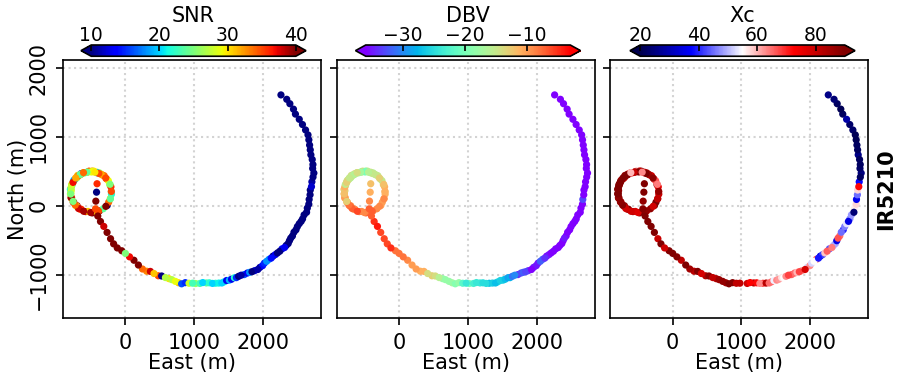 SNR
DBV
Xc
10 20 30 40
−30 −20 −10
20 40 60 80
2000
1000
0
−1000
North (m)
IR5210
0 1000 2000
0 1000 2000
0 1000 2000
East (m)
East (m)
East (m)